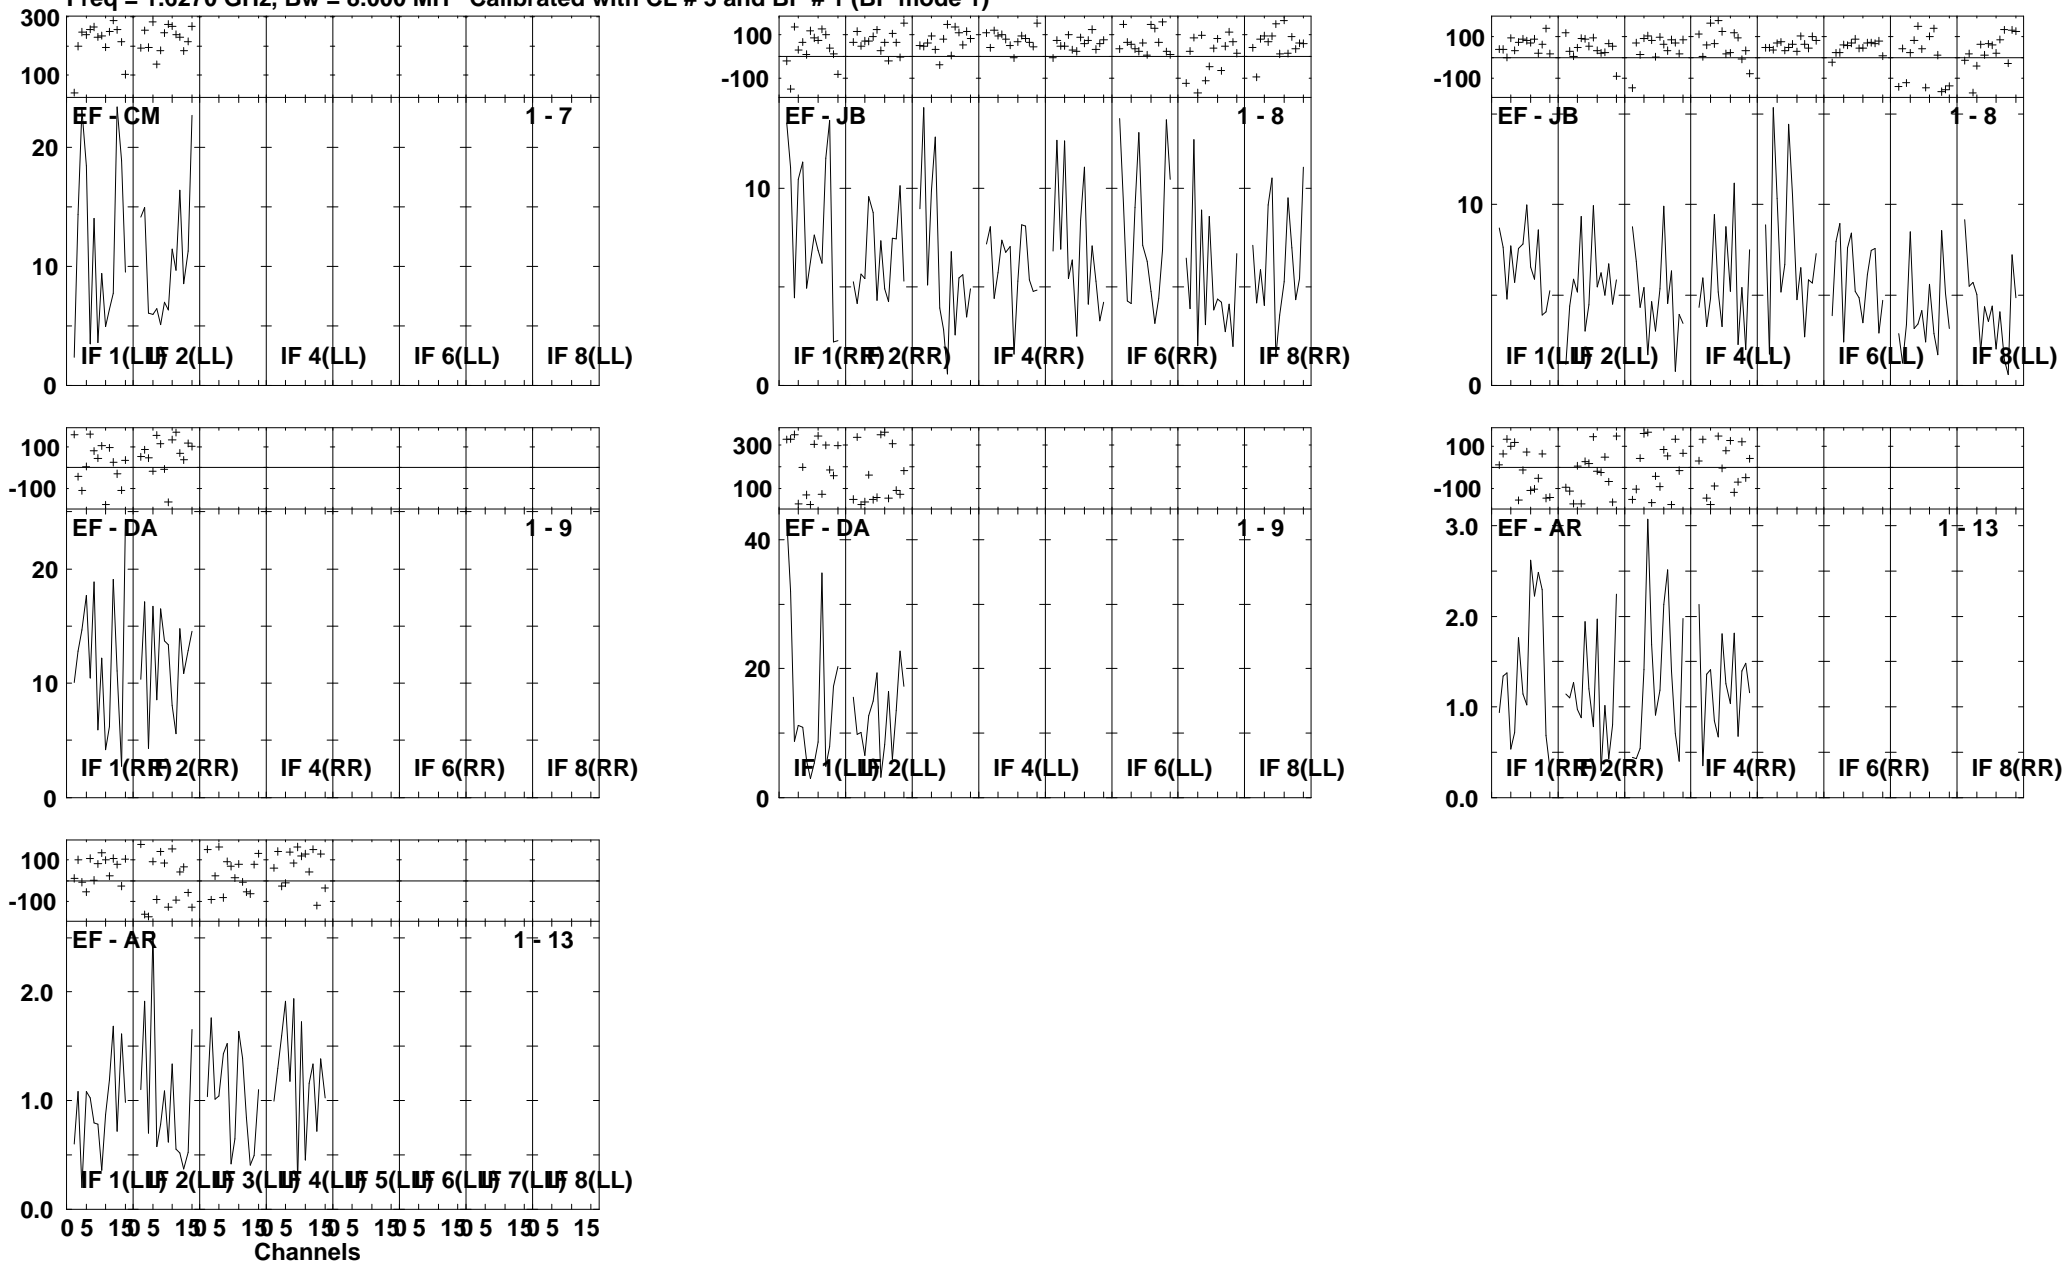 Freq = 1.6270 GHz, Bw = 8.000 MH Calibrated with CL # 3 and BP # 1 (BP mode 1)
300
100
EF - CM
1 - 7
20
10
0
IF 1(LL) IF 2(LL) IF 4(LL) IF 6(LL) IF 8(LL)
100
-100
EF - JB
1 - 8
10
0
IF 1(RR) IF 2(RR) IF 4(RR) IF 6(RR) IF 8(RR)
100
-100
EF - JB
1 - 8
10
0
IF 1(LL) IF 2(LL) IF 4(LL) IF 6(LL) IF 8(LL)
100
-100
EF - DA
1 - 9
20
10
0
IF 1(RR) IF 2(RR) IF 4(RR) IF 6(RR) IF 8(RR)
300
100
EF - DA
1 - 9
40
20
0
IF 1(LL) IF 2(LL) IF 4(LL) IF 6(LL) IF 8(LL)
100
-100
EF - AR
1 - 13
3.0
2.0
1.0
0.0
IF 1(RR) IF 2(RR) IF 4(RR) IF 6(RR) IF 8(RR)
100
-100
EF - AR
1 - 13
2.0
1.0
0.0
IF 1(LL) IF 2(LL) IF 3(LL) IF 4(LL) IF 5(LL) IF 6(LL) IF 7(LL) IF 8(LL)
0 5 15 0 5 15 0 5 15 0 5 15 0 5 15 0 5 15 0 5 15 0 5 15
Channels